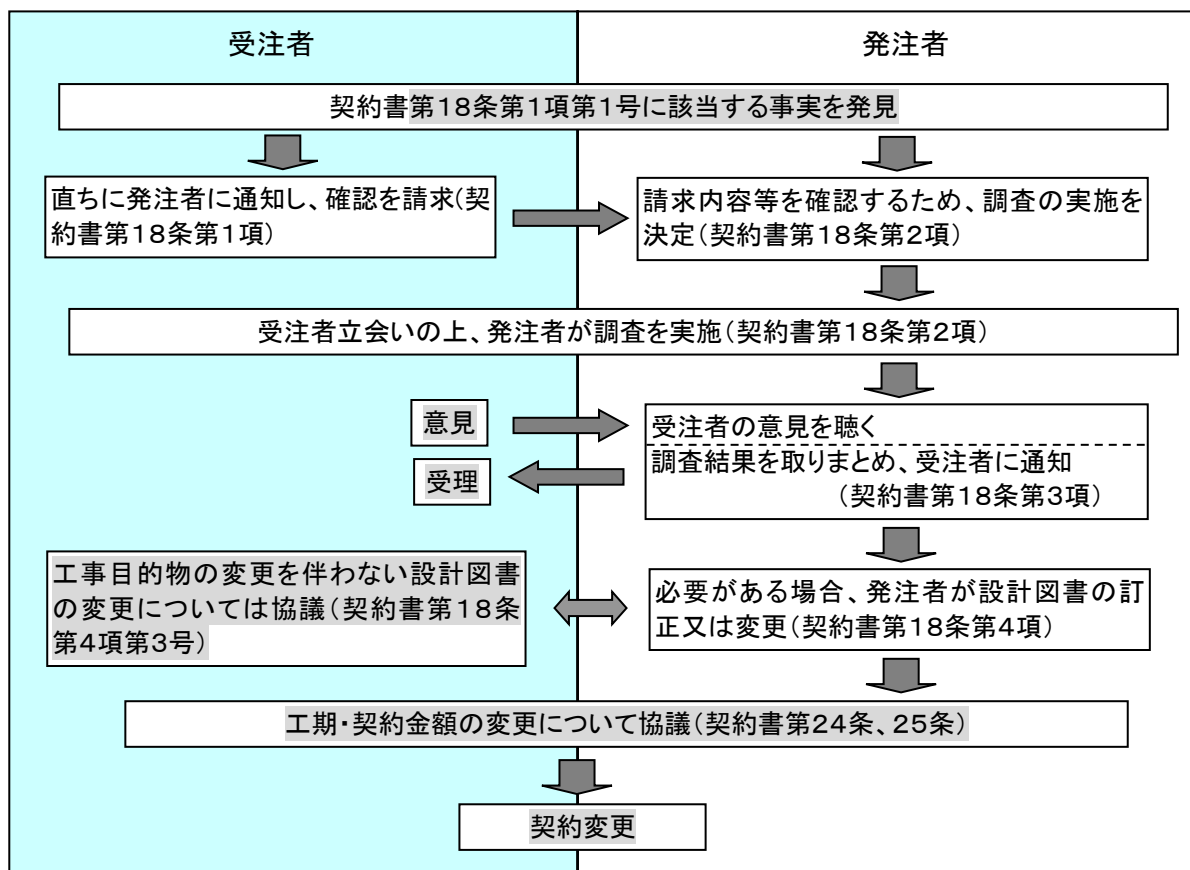 受注者
発注者
契約書第18条第1項第1号に該当する事実を発見
直ちに発注者に通知し、確認を請求(契
約書第18条第1項)
請求内容等を確認するため、調査の実施を
決定(契約書第18条第2項)
受注者立会いの上、発注者が調査を実施(契約書第18条第2項)
意見
受注者の意見を聴く
受理
調査結果を取りまとめ、受注者に通知
(契約書第18条第3項)
工事目的物の変更を伴わない設計図書
の変更については協議(契約書第18条
第4項第3号)
必要がある場合、発注者が設計図書の訂
正又は変更(契約書第18条第4項)
工期・契約金額の変更について協議(契約書第24条、25条)
契約変更